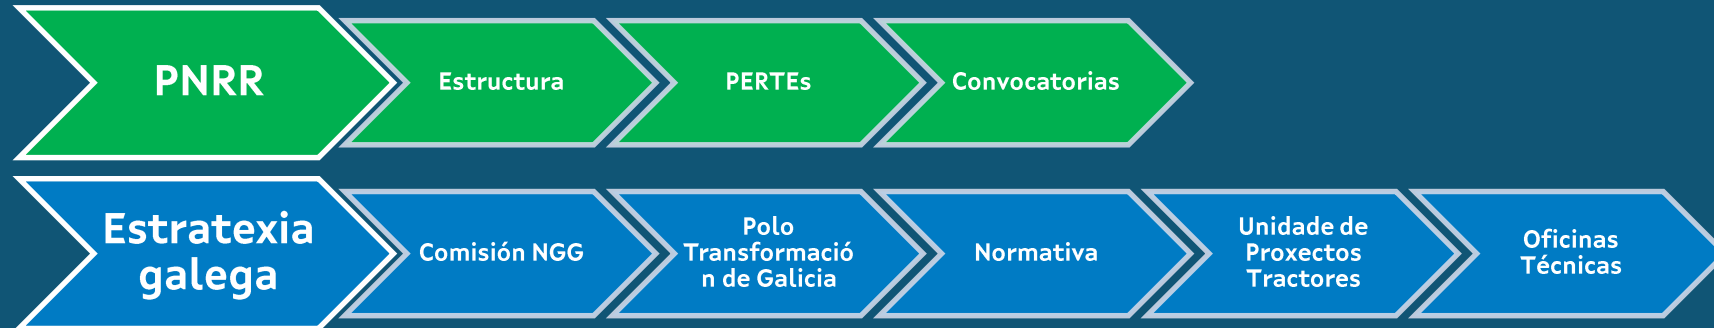 PNRR
Estructura
PERTEs
Convocatorias
Estratexia
galega
Comisión NGG
Polo
Transformació
n de Galicia
Normativa
Unidade de
Proxectos
Tractores
Oficinas
Técnicas